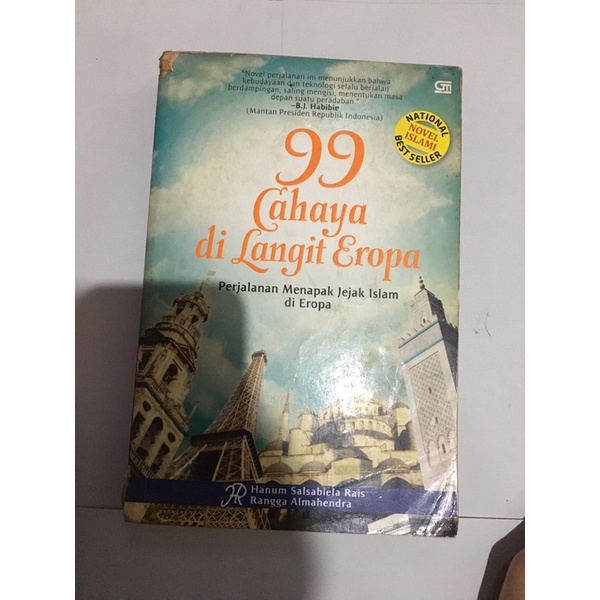 "Novel perjalanan ini menunjukkan bahwa
kebudayaan dan teknologi selalu berjalan
berdampingan, saling mengisi, menentukan masa
depan suatu peradaban."
–B.J. Habibie
(Mantan Presiden Republik Indonesia)
GM
NATIONAL
NOVEL
ISLAMI
BEST SELLER
99
Cahaya
di Langit Eropa
Perjalanan Menapak Jejak Islam
di Eropa
Hanum Salsabiela Rais
Rangga Almahendra